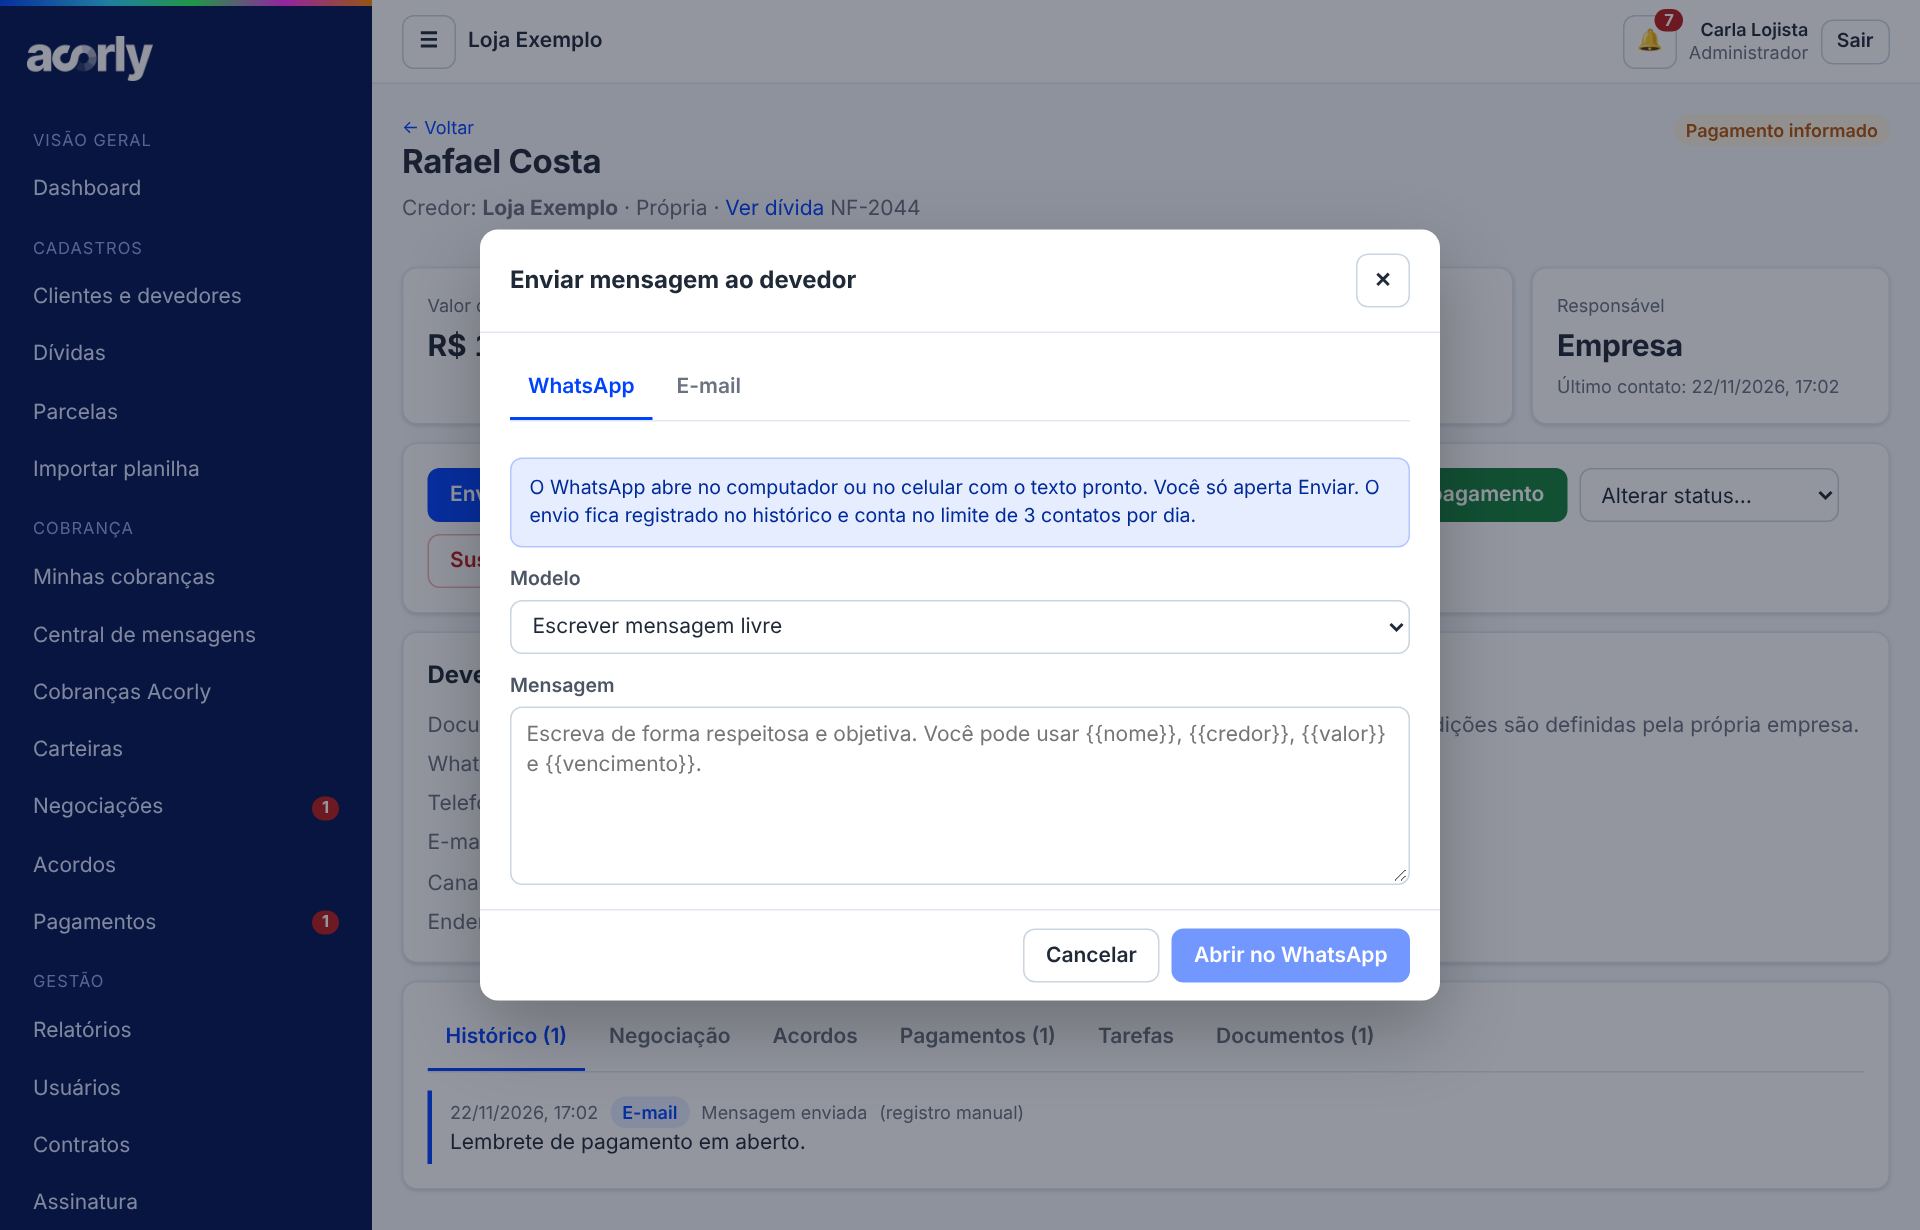 acorly
VISÃO GERAL
Dashboard
CADASTROS
Clientes e devedores
Dívidas
Parcelas
Importar planilha
COBRANÇA
Minhas cobranças
Central de mensagens
Cobranças Acorly
Carteiras
Negociações 1
Acordos
Pagamentos 1
GESTÃO
Relatórios
Usuários
Contratos
Assinatura
☰ Loja Exemplo
7
Carla Lojista
Administrador
Sair
← Voltar
Pagamento informado
Rafael Costa
Credor: Loja Exemplo · Própria · Ver dívida NF-2044
Valor
R$
Responsável
Empresa
Último contato: 22/11/2026, 17:02
agamento
Alterar status...
Enviar mensagem ao devedor
×
WhatsApp E-mail
O WhatsApp abre no computador ou no celular com o texto pronto. Você só aperta Enviar. O
envio fica registrado no histórico e conta no limite de 3 contatos por dia.
Modelo
Escrever mensagem livre
Mensagem
Escreva de forma respeitosa e objetiva. Você pode usar {{nome}}, {{credor}}, {{valor}}
e {{vencimento}}.
Cancelar Abrir no WhatsApp
Deve
Docu
What
Telef
E-ma
Cana
Ende
dições são definidas pela própria empresa.
Histórico (1) Negociação Acordos Pagamentos (1) Tarefas Documentos (1)
22/11/2026, 17:02 E-mail Mensagem enviada (registro manual)
Lembrete de pagamento em aberto.